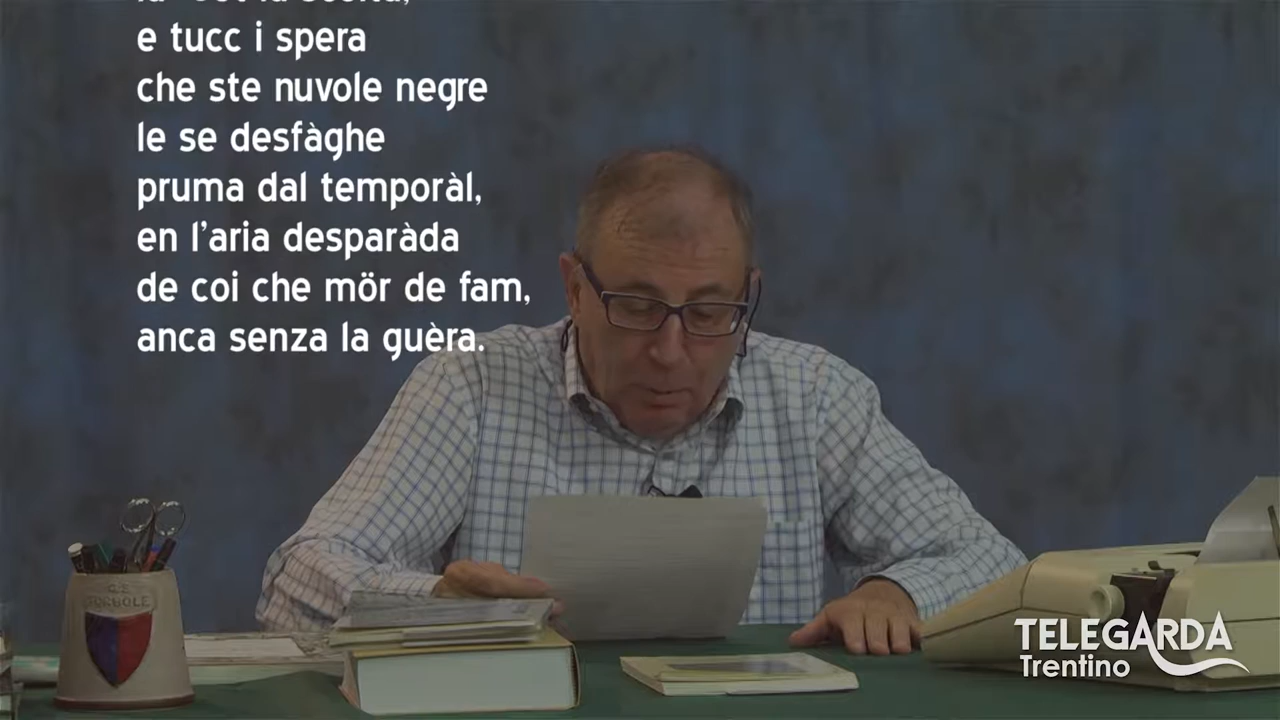 e tucc i spera
che ste nuvole negre
le se desfàghe
pruma dal temporàl,
en l'aria desparàda
de coi che mör de fam,
anca senza la guèra.
TORBOLE
TELEGARDA
Trentino